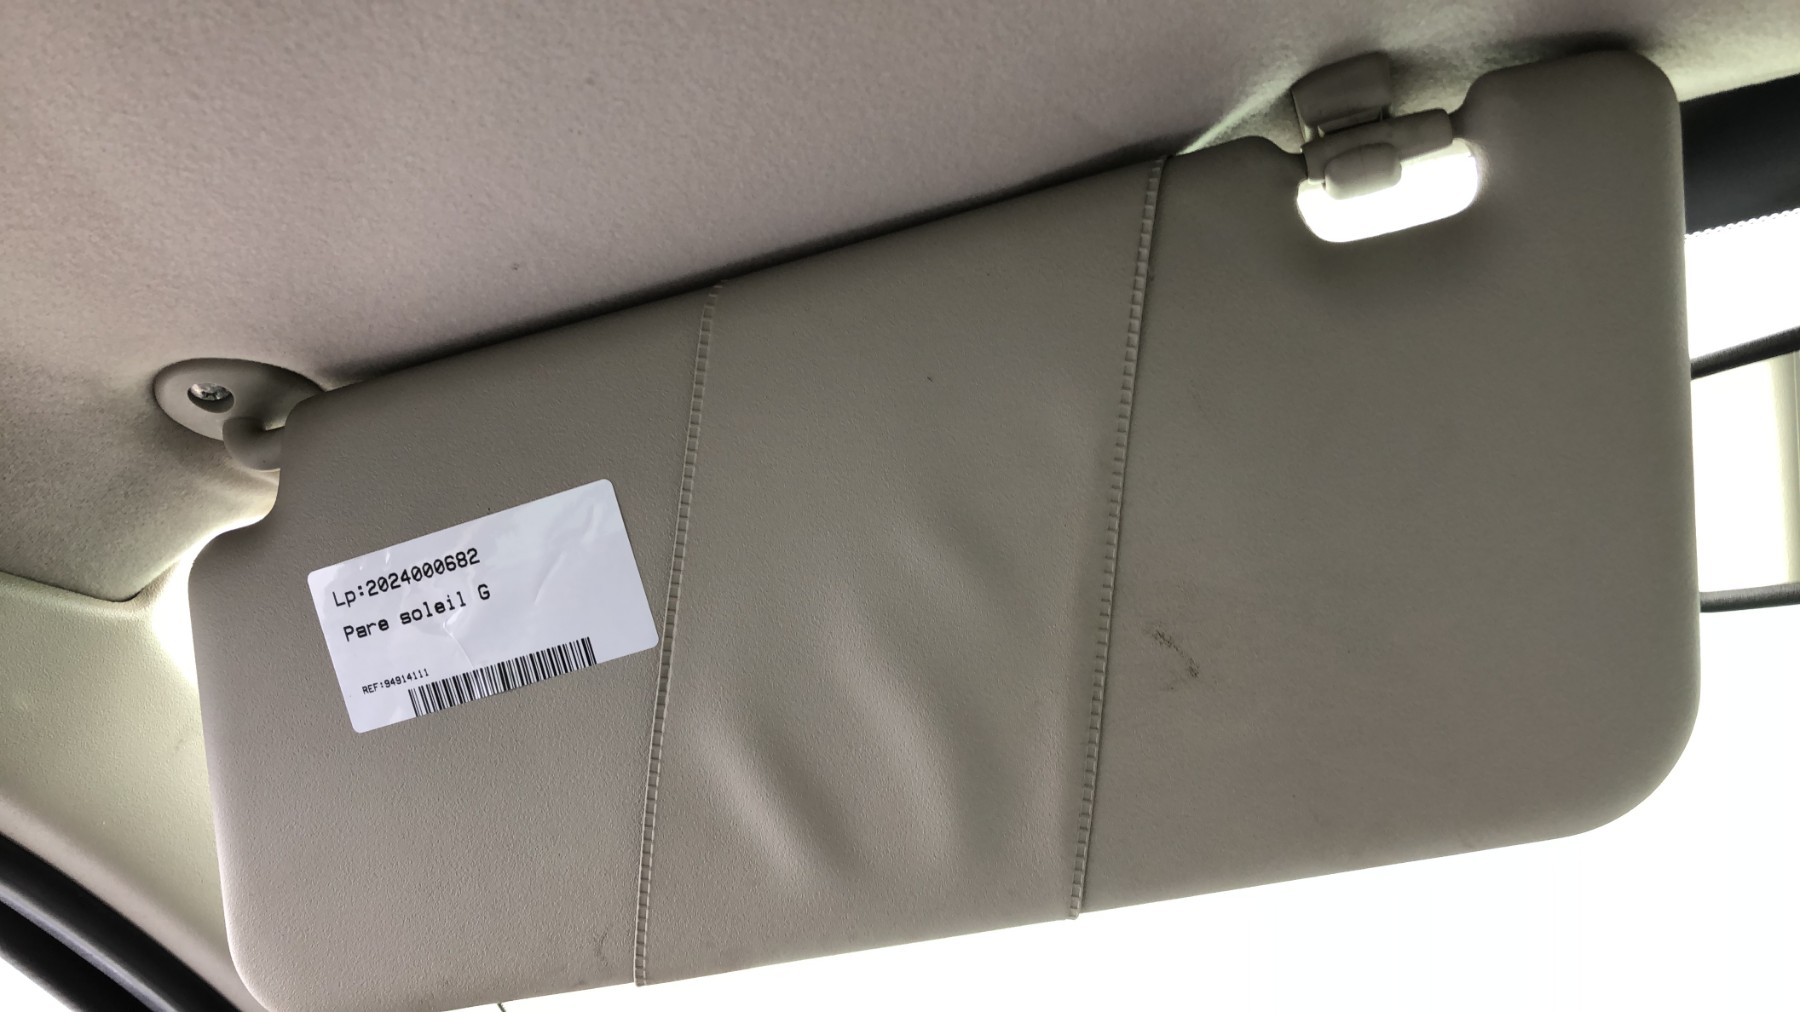 Lp:2024000682
Pare soleil G
REF:94914111